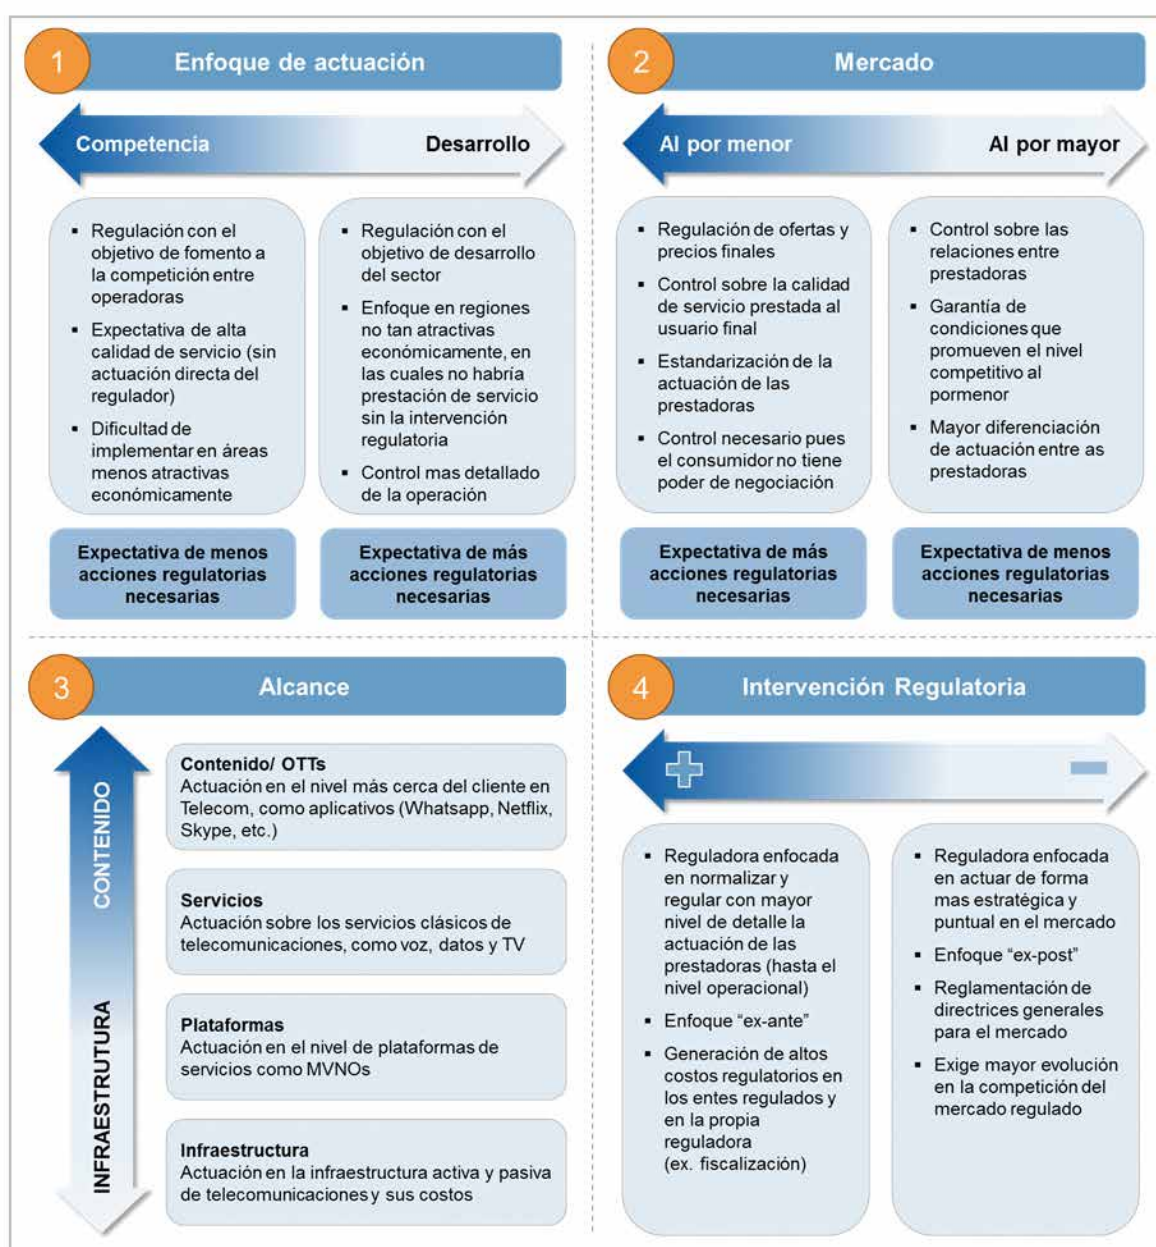 1
Enfoque de actuación
Competencia
Desarrollo
▪ Regulación con el
objetivo de fomento a
la competición entre
operadoras
▪ Expectativa de alta
calidad de servicio (sin
actuación directa del
regulador)
▪ Dificultad de
implementar en áreas
menos atractivas
económicamente
Expectativa de menos
acciones regulatorias
necesarias
▪ Regulación con el
objetivo de desarrollo
del sector
▪ Enfoque en regiones
no tan atractivas
económicamente, en
las cuales no habría
prestación de servicio
sin la intervención
regulatoria
▪ Control mas detallado
de la operación
Expectativa de más
acciones regulatorias
necesarias
2
Mercado
Al por menor
Al por mayor
▪ Regulación de ofertas y
precios finales
▪ Control sobre la calidad
de servicio prestada al
usuario final
▪ Estandarización de la
actuación de las
prestadoras
▪ Control necesario pues
el consumidor no tiene
poder de negociación
Expectativa de más
acciones regulatorias
necesarias
▪ Control sobre las
relaciones entre
prestadoras
▪ Garantía de
condiciones que
promueven el nivel
competitivo al
pormenor
▪ Mayor diferenciación
de actuación entre as
prestadoras
Expectativa de menos
acciones regulatorias
necesarias
3
Alcance
CONTENIDO
INFRAESTRUTURA
Contenido/ OTTs
Actuación en el nivel más cerca del cliente en
Telecom, como aplicativos (Whatsapp, Netflix,
Skype, etc.)
Servicios
Actuación sobre los servicios clásicos de
telecomunicaciones, como voz, datos y TV
Plataformas
Actuación en el nivel de plataformas de
servicios como MVNOs
Infraestructura
Actuación en la infraestructura activa y pasiva
de telecomunicaciones y sus costos
4
Intervención Regulatoria
+
−
▪ Reguladora enfocada
en normalizar y
regular con mayor
nivel de detalle la
actuación de las
prestadoras (hasta el
nivel operacional)
▪ Enfoque “ex-ante”
▪ Generación de altos
costos regulatorios en
los entes regulados y
en la propia
reguladora
(ex. fiscalización)
▪ Reguladora enfocada
en actuar de forma
mas estratégica y
puntual en el mercado
▪ Enfoque “ex-post”
▪ Reglamentación de
directrices generales
para el mercado
▪ Exige mayor evolución
en la competición del
mercado regulado